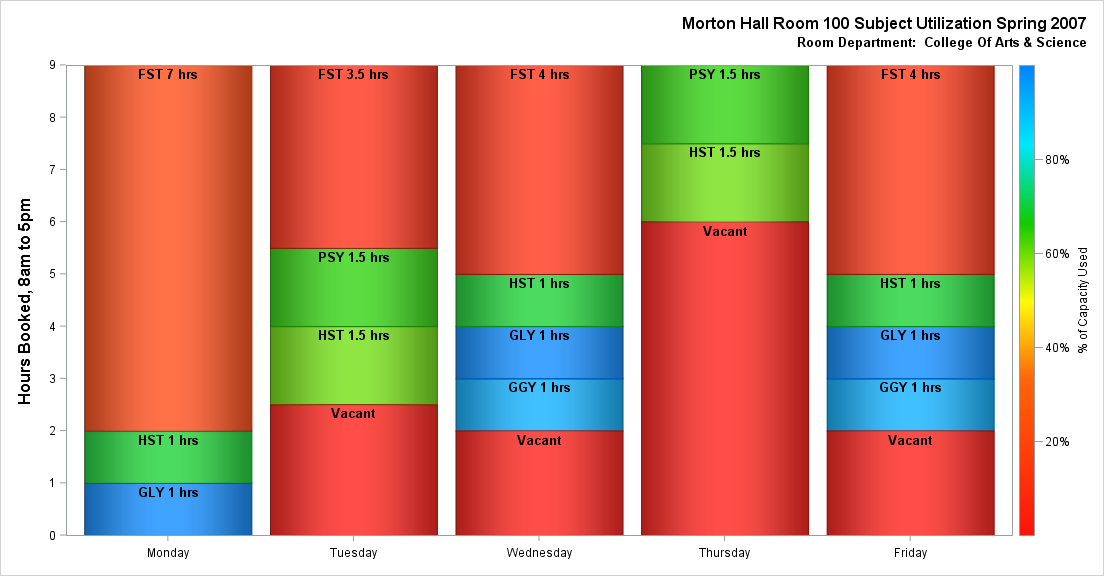 Morton Hall Room 100 Subject Utilization Spring 2007
Room Department:  College Of Arts & Science
Hours Booked, 8am to 5pm
9
8
7
6
5
4
3
2
1
0
FST 7 hrs
HST 1 hrs
GLY 1 hrs
FST 3.5 hrs
PSY 1.5 hrs
HST 1.5 hrs
Vacant
FST 4 hrs
HST 1 hrs
GLY 1 hrs
GGY 1 hrs
Vacant
PSY 1.5 hrs
HST 1.5 hrs
Vacant
FST 4 hrs
HST 1 hrs
GLY 1 hrs
GGY 1 hrs
Vacant
Monday
Tuesday
Wednesday
Thursday
Friday
80%
60%
40%
20%
% of Capacity Used